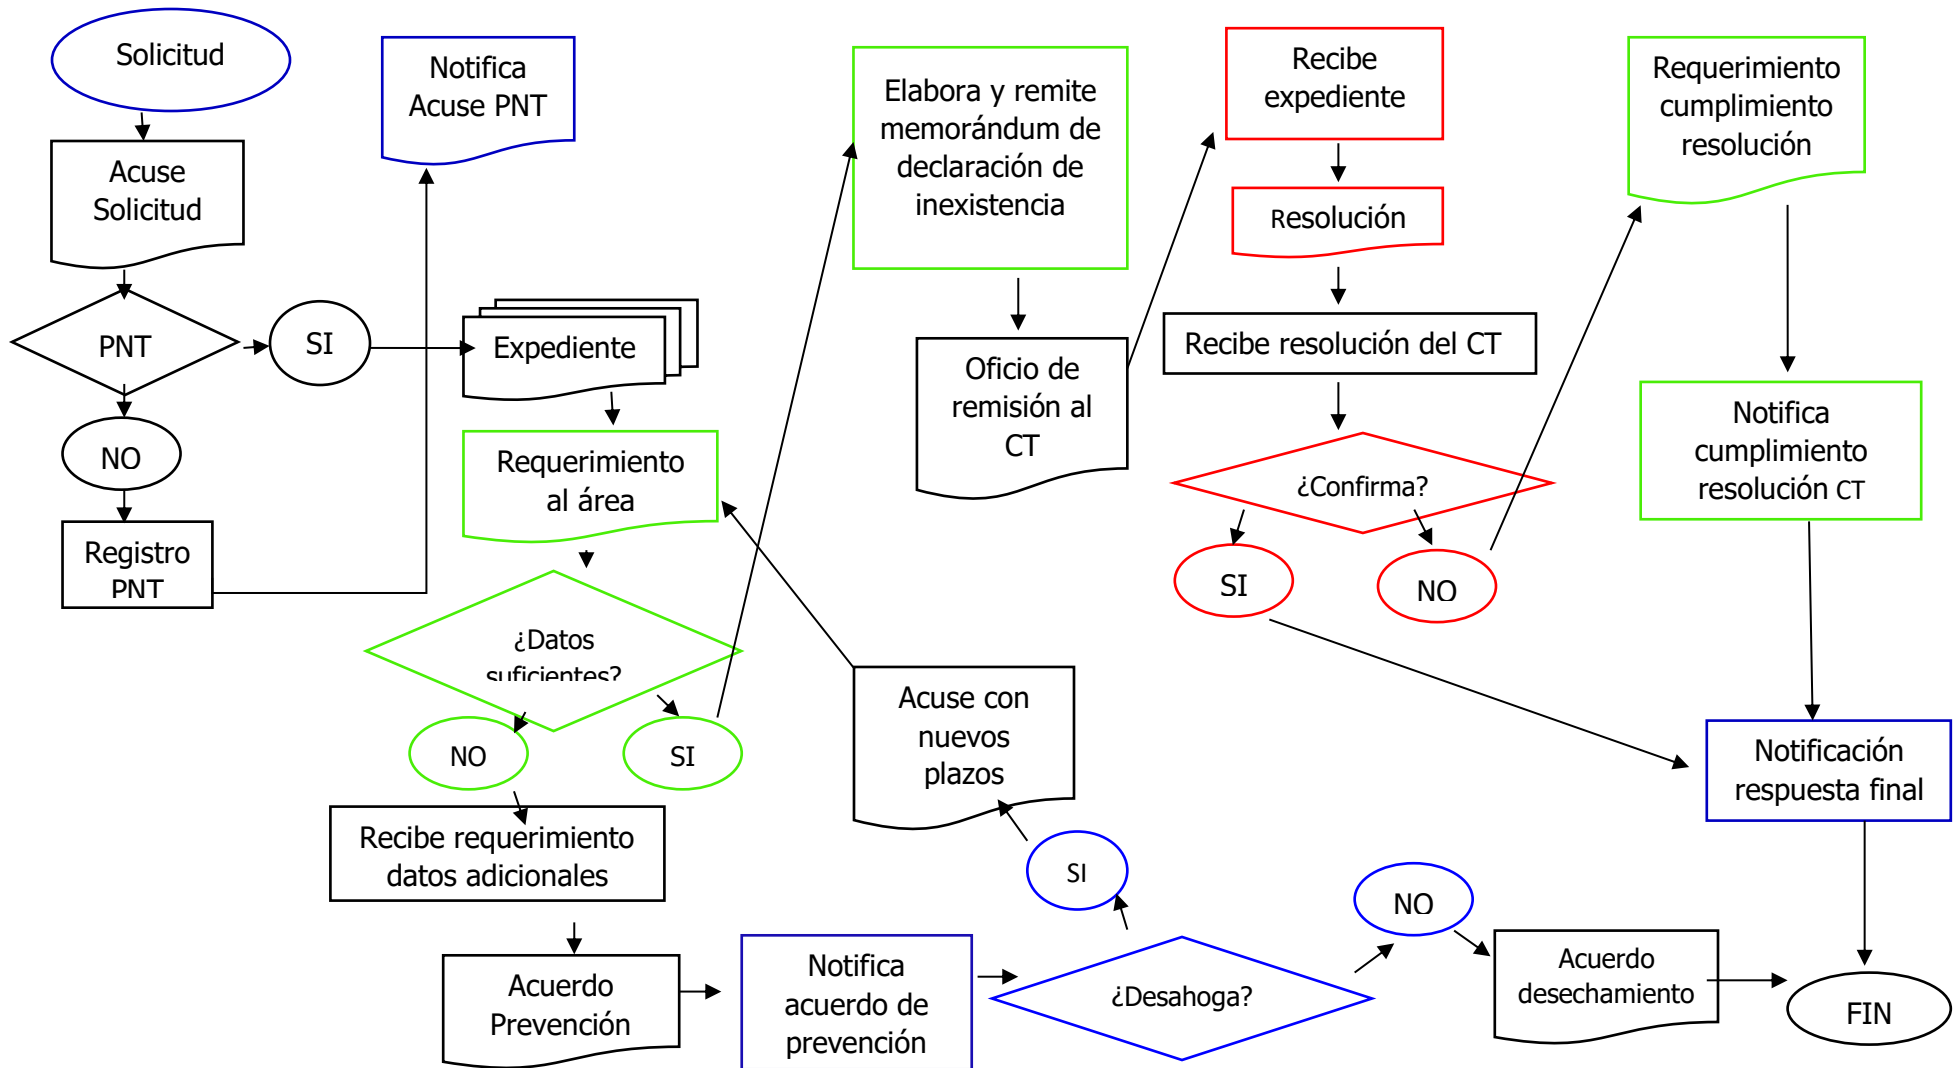 Solicitud
Acuse
Solicitud
PNT
SI
NO
Registro
PNT
Notifica
Acuse PNT
Expediente
Requerimiento
al área
¿Datos
suficientes?
NO
SI
Recibe requerimiento
datos adicionales
Acuerdo
Prevención
Notifica
acuerdo de
prevención
¿Desahoga?
SI
Acuse con
nuevos
plazos
NO
Acuerdo
desechamiento
FIN
Elabora y remite
memorándum de
declaración de
inexistencia
Oficio de
remisión al
CT
Recibe
expediente
Resolución
Recibe resolución del CT
¿Confirma?
SI
NO
Requerimiento
cumplimiento
resolución
Notifica
cumplimiento
resolución CT
Notificación
respuesta final